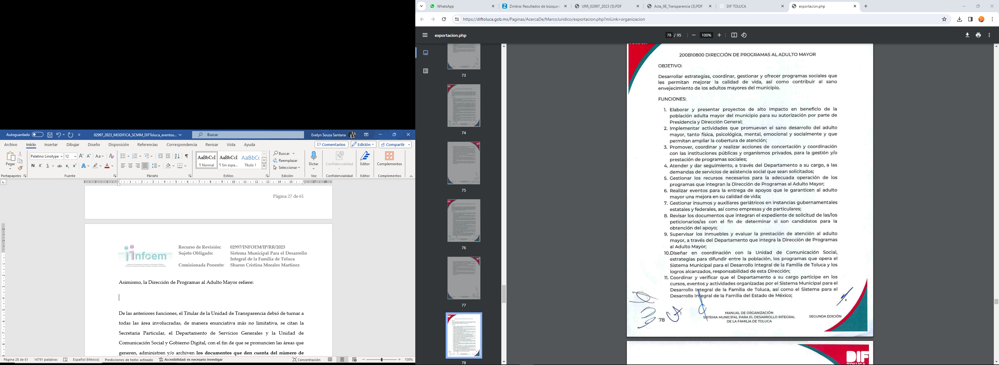 Autoguardado
02997_2023_MODIFICA_SCMM_DIFToluca_eventos...
Buscar
Evelyn Souza Santana
Archivo Inicio Insertar Dibujar Diseño Disposición Referencias Correspondencia Revisar Vista Ayuda
Comentarios Edición Compartir
Palatino Linotype 12
Pegar
N K S ab x₂ x²
AaBbCcI AaBbCcI AaBbCc
¶ Normal ¶ Sin espa... Título 1
Buscar
Reemplazar
Seleccionar
Dictar Confidencialidad Editor Complementos
Portapapeles Fuente Párrafo Estilos Edición Voz Confidencialidad Editor Complementos
Página 27 de 61
infoem
Recurso de Revisión: 02997/INFOEM/IP/RR/2023
Sujeto Obligado: Sistema Municipal Para el Desarrollo
Integral de la Familia de Toluca
Comisionada Ponente: Sharon Cristina Morales Martínez
Asimismo, la Dirección de Programas al Adulto Mayor refiere:
De las anteriores funciones, el Titular de la Unidad de Transparencia debió de turnar a
todas las área involucradas, de manera enunciativa más no limitativa, se citan la
Secretaria Particular, el Departamento de Servicios Generales y la Unidad de
Comunicación Social y Gobierno Digital, con el fin de que se pronuncien las áreas que
generen, administren y/o archiven los documentos que den cuenta del número de
Página 28 de 61 14791 palabras Español (México) Predicciones de texto: activado Accesibilidad: es necesario investigar Concentración 100%
WhatsApp
Zimbra: Resultados de búsqued
IJRR_02997_2023 (5).PDF
Acta_9E_Transparencia (3).PDF
DIF TOLUCA
exportacion.php
https://diftoluca.gob.mx/Paginas/AcercaDe/MarcoJuridico/exportacion.php?miLink=organizacion
exportacion.php
78 / 95
100%
73
74
75
76
77
78
200B10800 DIRECCIÓN DE PROGRAMAS AL ADULTO MAYOR
OBJETIVO:
Desarrollar estrategias, coordinar, gestionar y ofrecer programas sociales que
les permitan mejorar la calidad de vida, así como contribuir al sano
envejecimiento de los adultos mayores del municipio.
FUNCIONES:
1. Elaborar y presentar proyectos de alto impacto en beneficio de la
población adulta mayor del municipio para su autorización por parte de
Presidencia y Dirección General;
2. Implementar actividades que promuevan el sano desarrollo del adulto
mayor, tanto física, psicológica, mental, emocional y socialmente y que
permitan ampliar la cobertura de atención;
3. Promover, coordinar y realizar acciones de concertación y coordinación
con las instituciones públicas y organismos privados, para la gestión y/o
prestación de programas sociales;
4. Atender y dar seguimiento, a través del Departamento a su cargo, a las
demandas de servicios de asistencia social que sean solicitados;
5. Gestionar los recursos necesarios para la adecuada operación de los
programas que integran la Dirección de Programas al Adulto Mayor;
6. Realizar eventos para la entrega de apoyos que le garanticen al adulto
mayor una mejora en su calidad de vida;
7. Gestionar insumos y auxiliares geriátricos en instancias gubernamentales
estatales y federales, así como empresas y de particulares;
8. Revisar los documentos que integran el expediente de solicitud de las/los
peticionarios/as con el fin de determinar si son candidatos para la
obtención del apoyo;
9. Supervisar los inmuebles y evaluar la prestación de atención al adulto
mayor, a través del Departamento que integra la Dirección de Programas
al Adulto Mayor;
10.Diseñar en coordinación con la Unidad de Comunicación Social,
estrategias para difundir entre la población, los programas que opera el
Sistema Municipal para el Desarrollo Integral de la Familia de Toluca y los
logros alcanzados, responsabilidad de esta Dirección;
11. Coordinar y verificar que el Departamento a su cargo participe en los
cursos, eventos y actividades organizadas por el Sistema Municipal para el
Desarrollo Integral de la Familia de Toluca, así como el Sistema para el
Desarrollo Integral de la Familia del Estado de México;
78
MANUAL DE ORGANIZACIÓN
SISTEMA MUNICIPAL PARA EL DESARROLLO INTEGRAL
DE LA FAMILIA DE TOLUCA
SEGUNDA EDICIÓN
DIF
TOLUCA